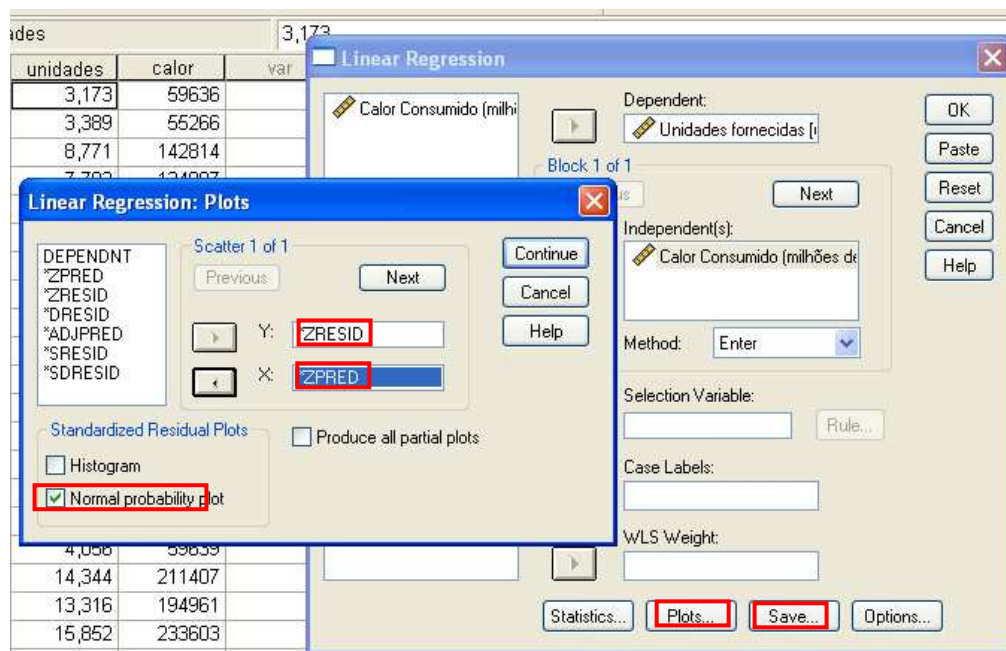 ades 3,173
unidades calor var
3,173 59636
3,389 55266
8,771 142814
4,056 59639
14,344 211407
13,316 194961
15,852 233603
Linear Regression
Calor Consumido (milh
Dependent:
Unidades fornecidas [
Block 1 of 1
Next
Independent(s):
Calor Consumido (milhões de
Method: Enter
Selection Variable:
Rule...
Case Labels:
WLS Weight:
Statistics... Plots... Save... Options...
OK
Paste
Reset
Cancel
Help
Linear Regression: Plots
DEPENDNT
*ZPRED
*ZRESID
*DRESID
*ADJPRED
*SRESID
*SDRESID
Scatter 1 of 1
Previous Next
Y: *ZRESID
X: *ZPRED
Continue
Cancel
Help
Standardized Residual Plots
Histogram
Normal probability plot
Produce all partial plots